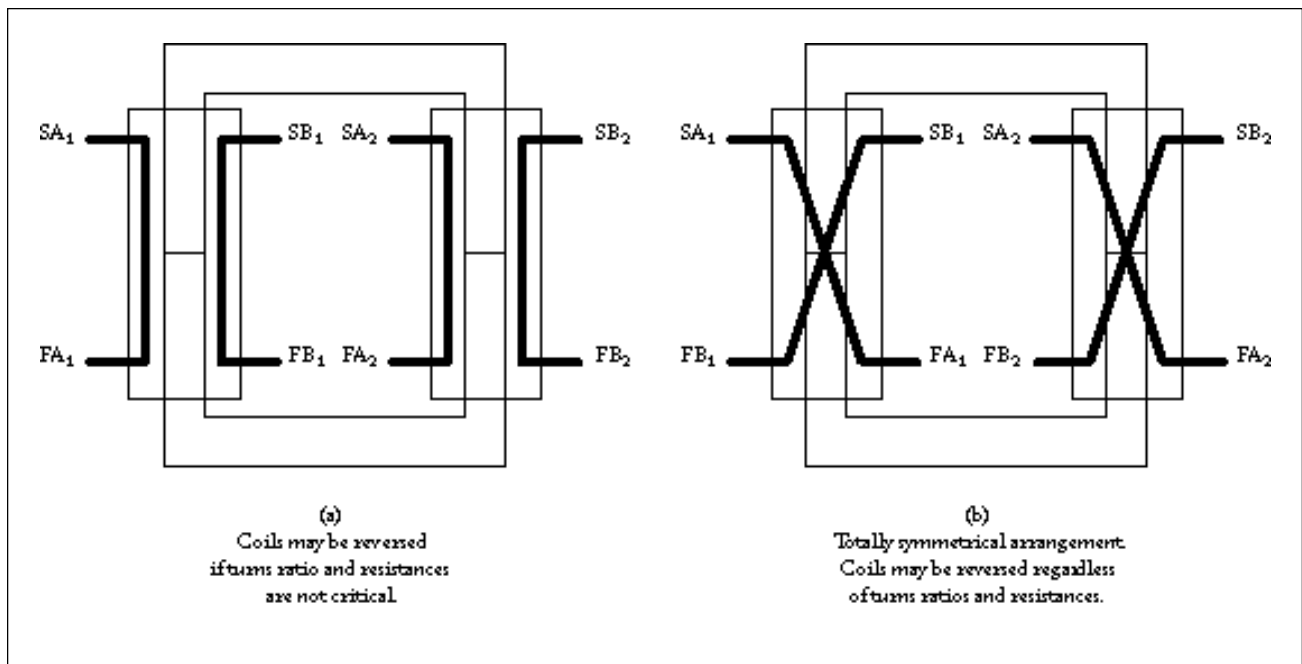 SA₁ SB₁ SA₂ SB₂ SA₁ SB₁ SA₂ SB₂
FA₁ FB₁ FA₂ FB₂ FB₁ FA₁ FB₂ FA₂
(a)
Coils may be reversed
if turns ratio and resistances
are not critical.
(b)
Totally symmetrical arrangement.
Coils may be reversed regardless
of turns ratios and resistances.